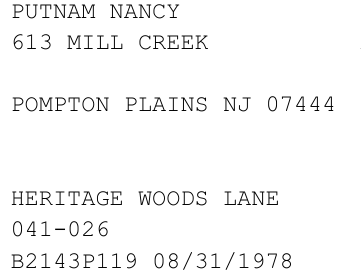 PUTNAM NANCY
613 MILL CREEK
POMPTON PLAINS NJ 07444
HERITAGE WOODS LANE
041-026
B2143P119 08/31/1978